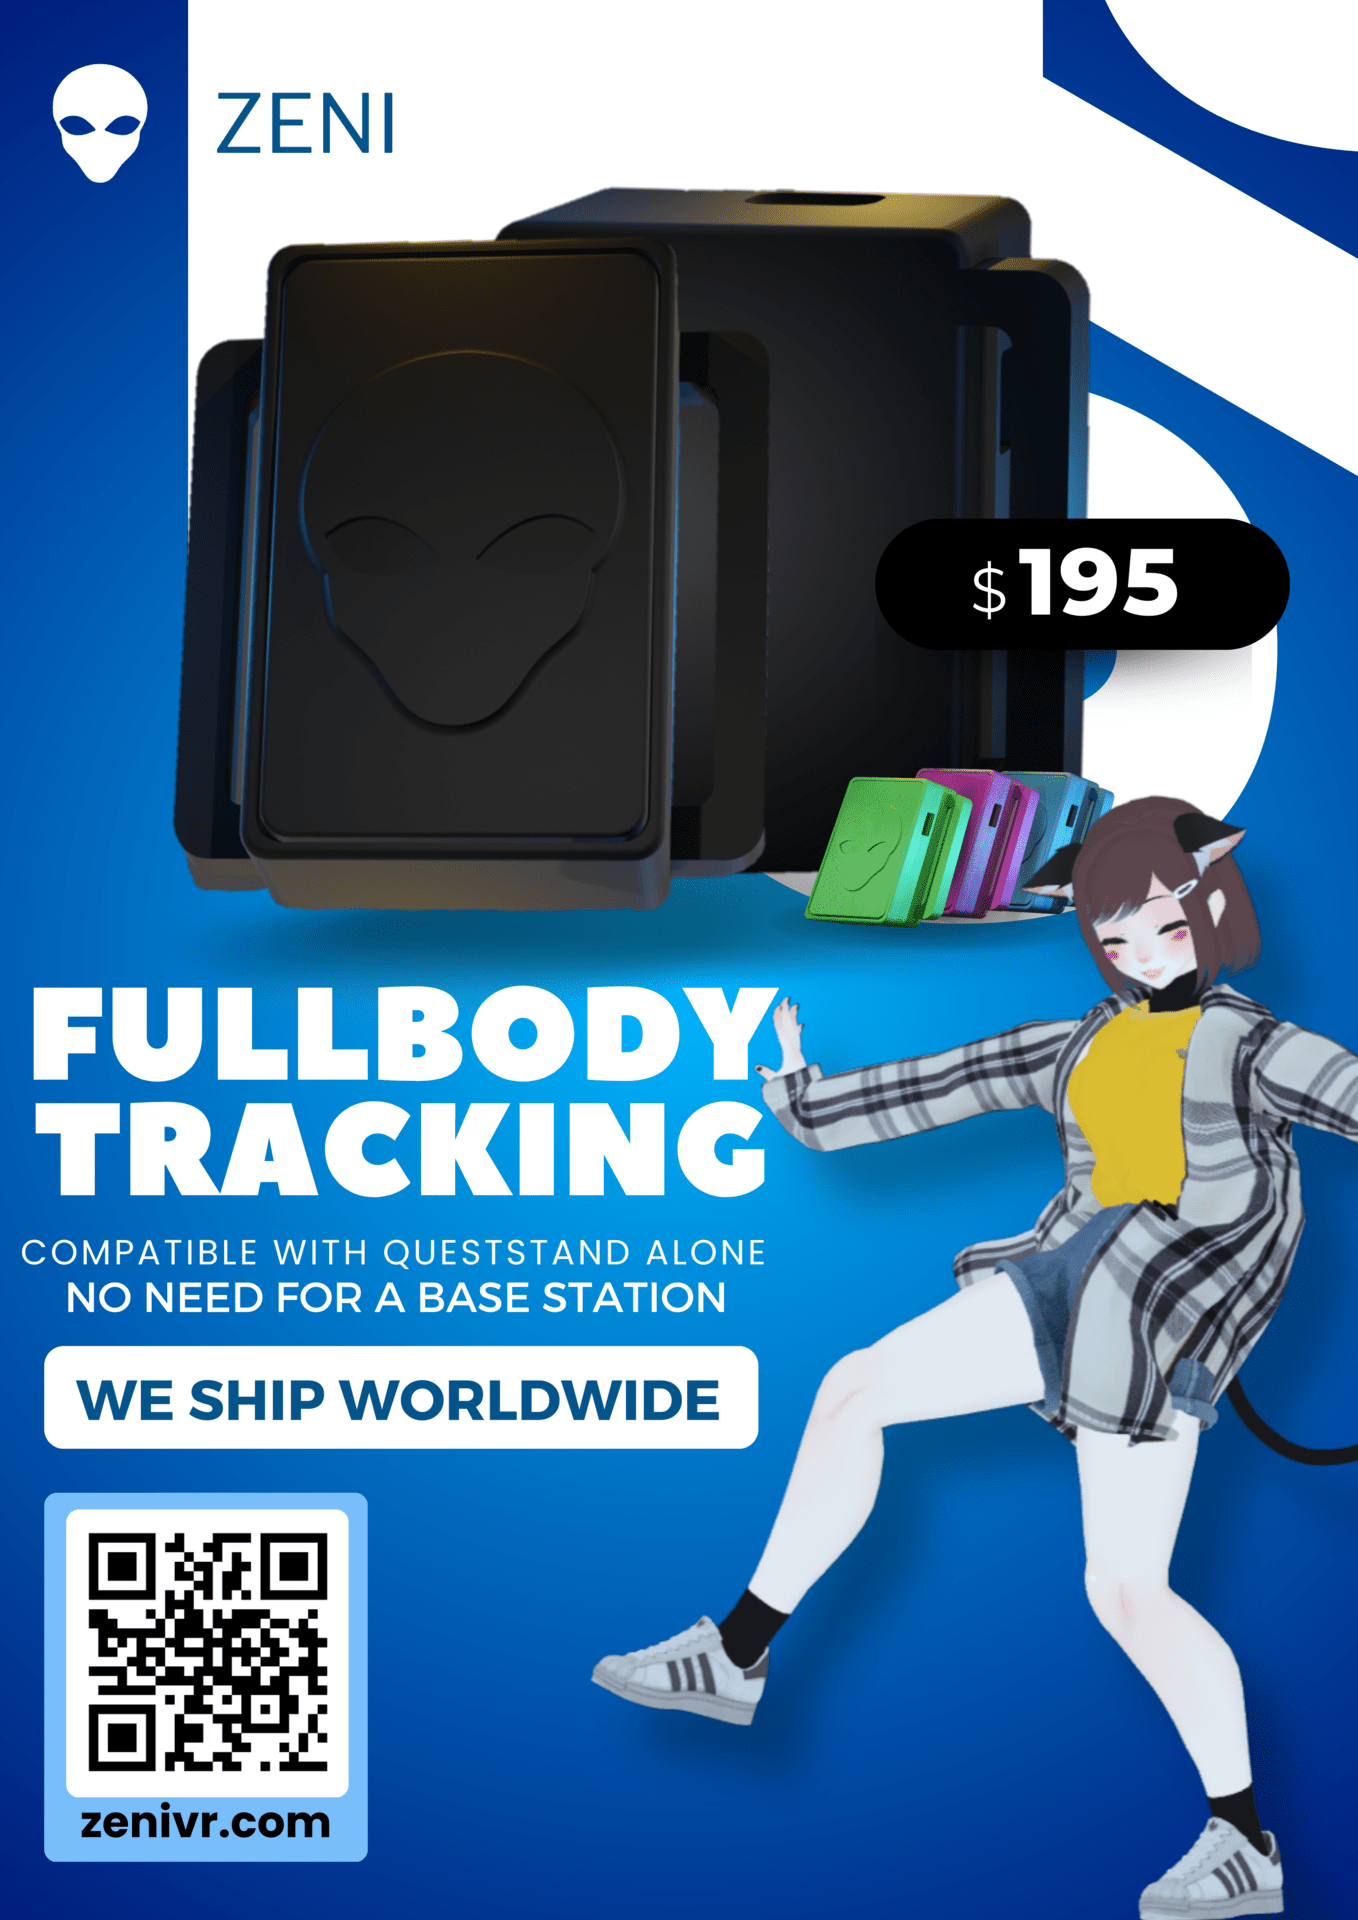 ZENI
$195
FULLBODY
TRACKING
COMPATIBLE WITH QUESTSTAND ALONE
NO NEED FOR A BASE STATION
WE SHIP WORLDWIDE
zenivr.com